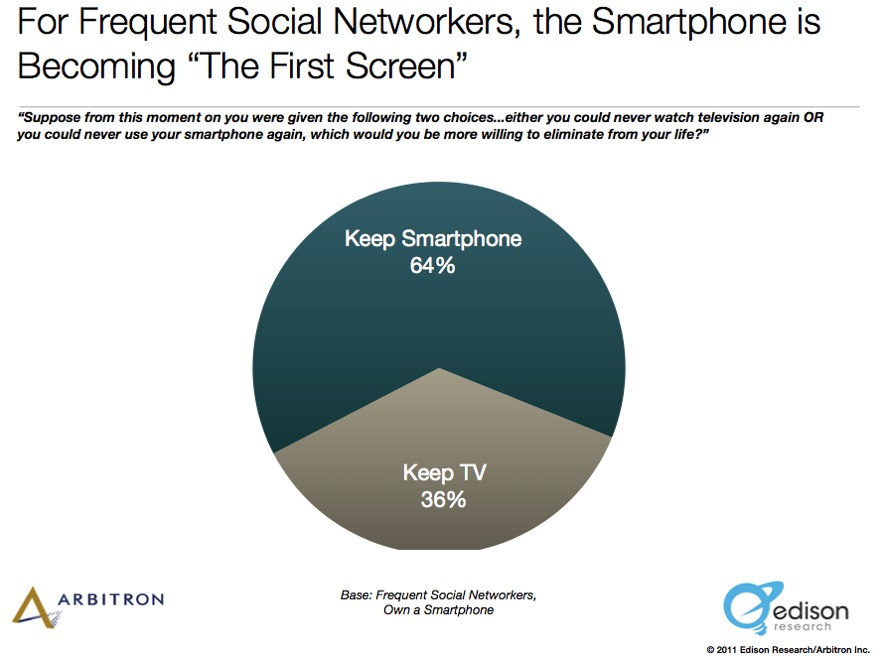 For Frequent Social Networkers, the Smartphone is
Becoming “The First Screen”
“Suppose from this moment on you were given the following two choices...either you could never watch television again OR
you could never use your smartphone again, which would you be more willing to eliminate from your life?”
Keep Smartphone
64%
Keep TV
36%
ARBITRON
Base: Frequent Social Networkers,
Own a Smartphone
edison
research
© 2011 Edison Research/Arbitron Inc.